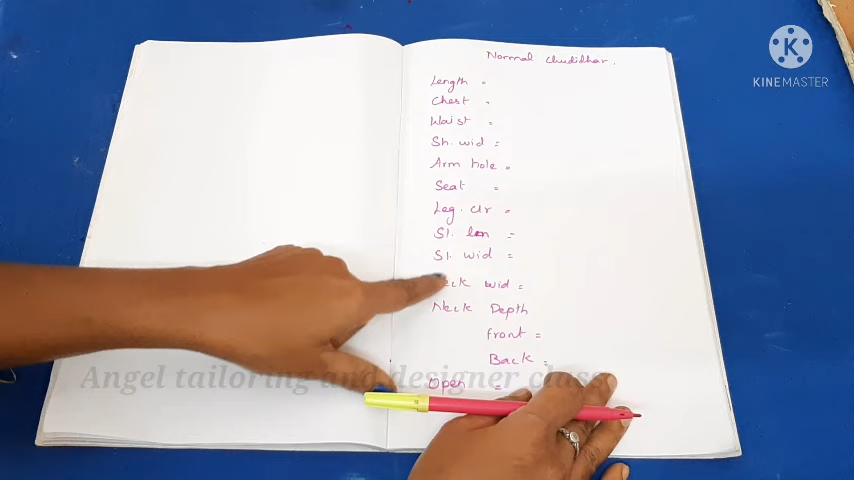 Normal Chudidhar.
Length =
Chest =
Waist =
Sh. wid =
Arm hole =
Seat =
Leg. clr =
Sl. len =
Sl. wid =
wid =
Neck Depth
front =
Back =
Open =
Angel tailoring and designer class
K
KINEMASTER